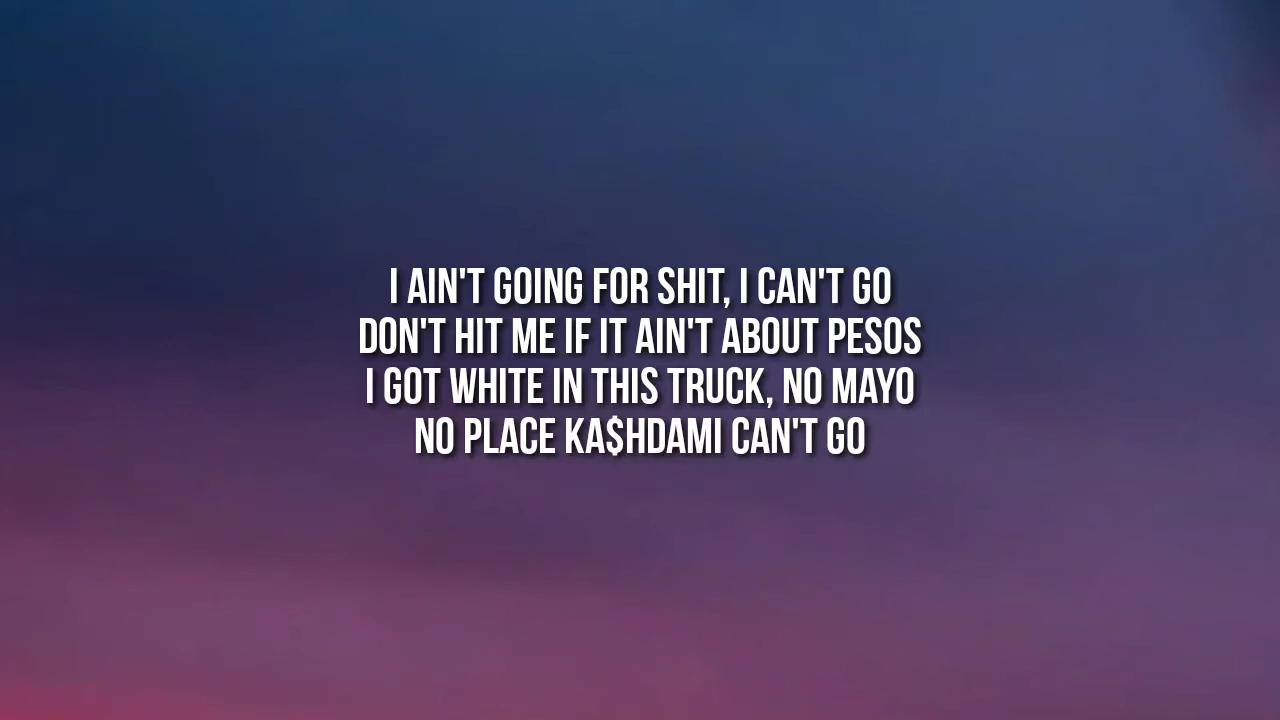 I AIN'T GOING FOR SHIT, I CAN'T GO
DON'T HIT ME IF IT AIN'T ABOUT PESOS
I GOT WHITE IN THIS TRUCK, NO MAYO
NO PLACE KA$HDAMI CAN'T GO